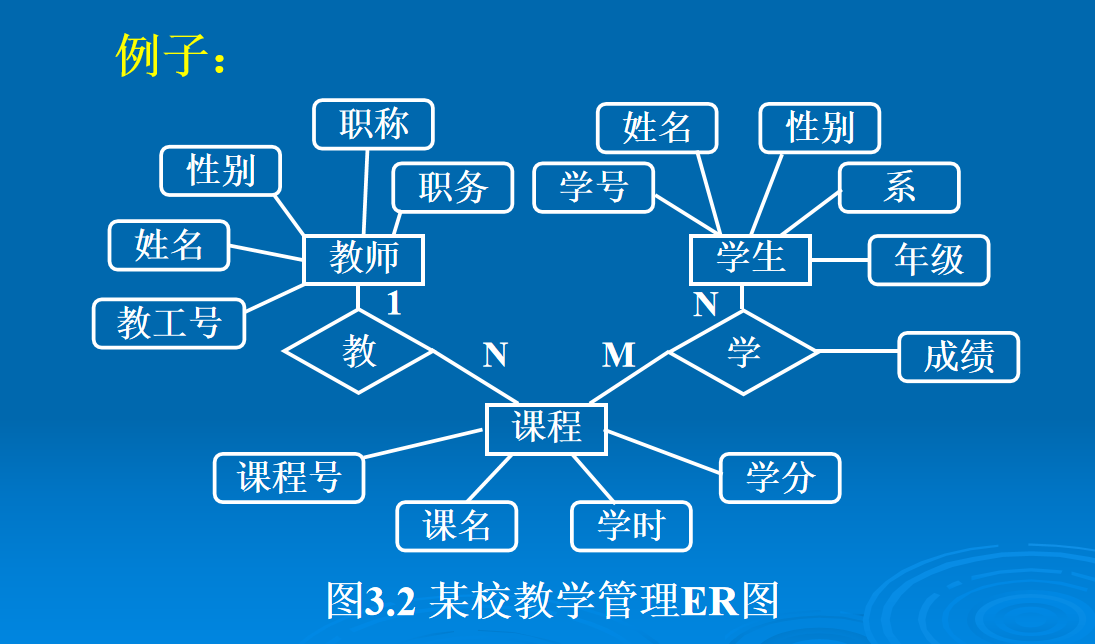 例子：
职称
姓名
性别
性别
职务
学号
系
姓名
教师
学生
年级
教工号
1
N
教
N
M
学
成绩
课程
课程号
学分
课名
学时
图3.2 某校教学管理ER图